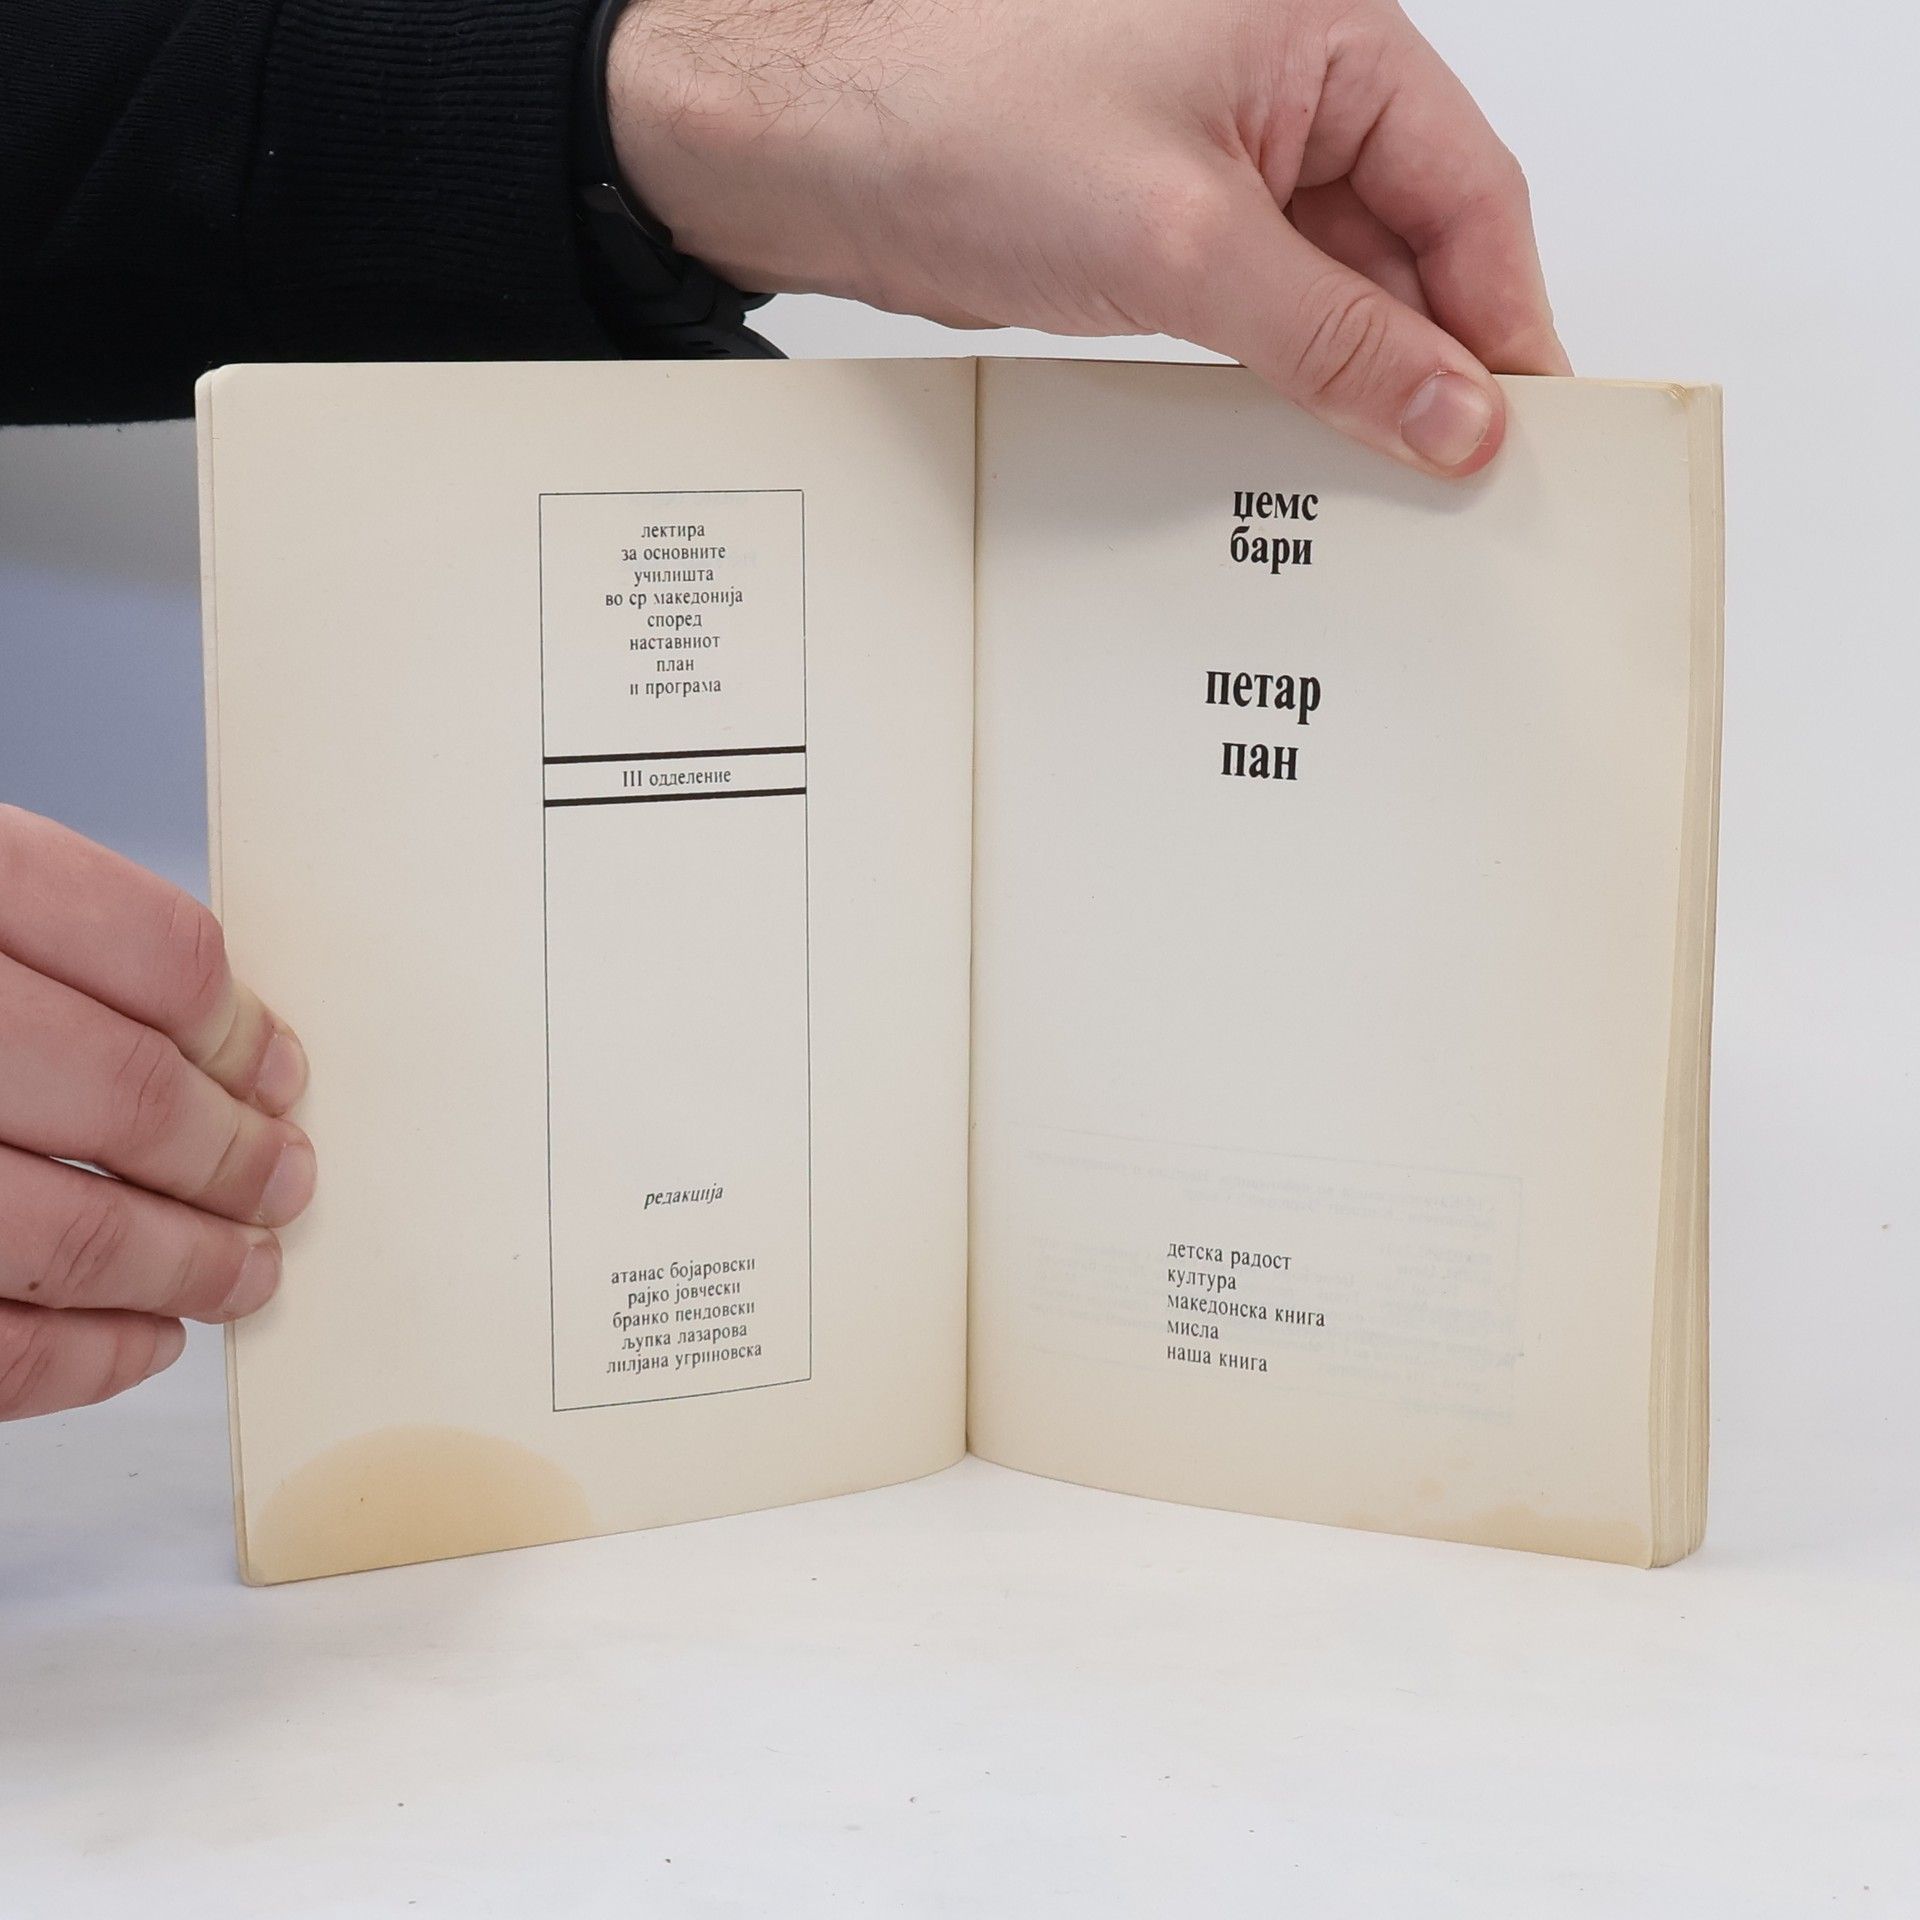 лектира
за основните
училишта
во ср македонија
според
наставниот
план
и програма
III одделение
редакција
атанас бојаровски
рајко јовчески
бранко пендовски
љупка лазарова
лилјана угриновска
џемс
бари
петар
пан
детска радост
култура
македонска книга
мисла
наша книга